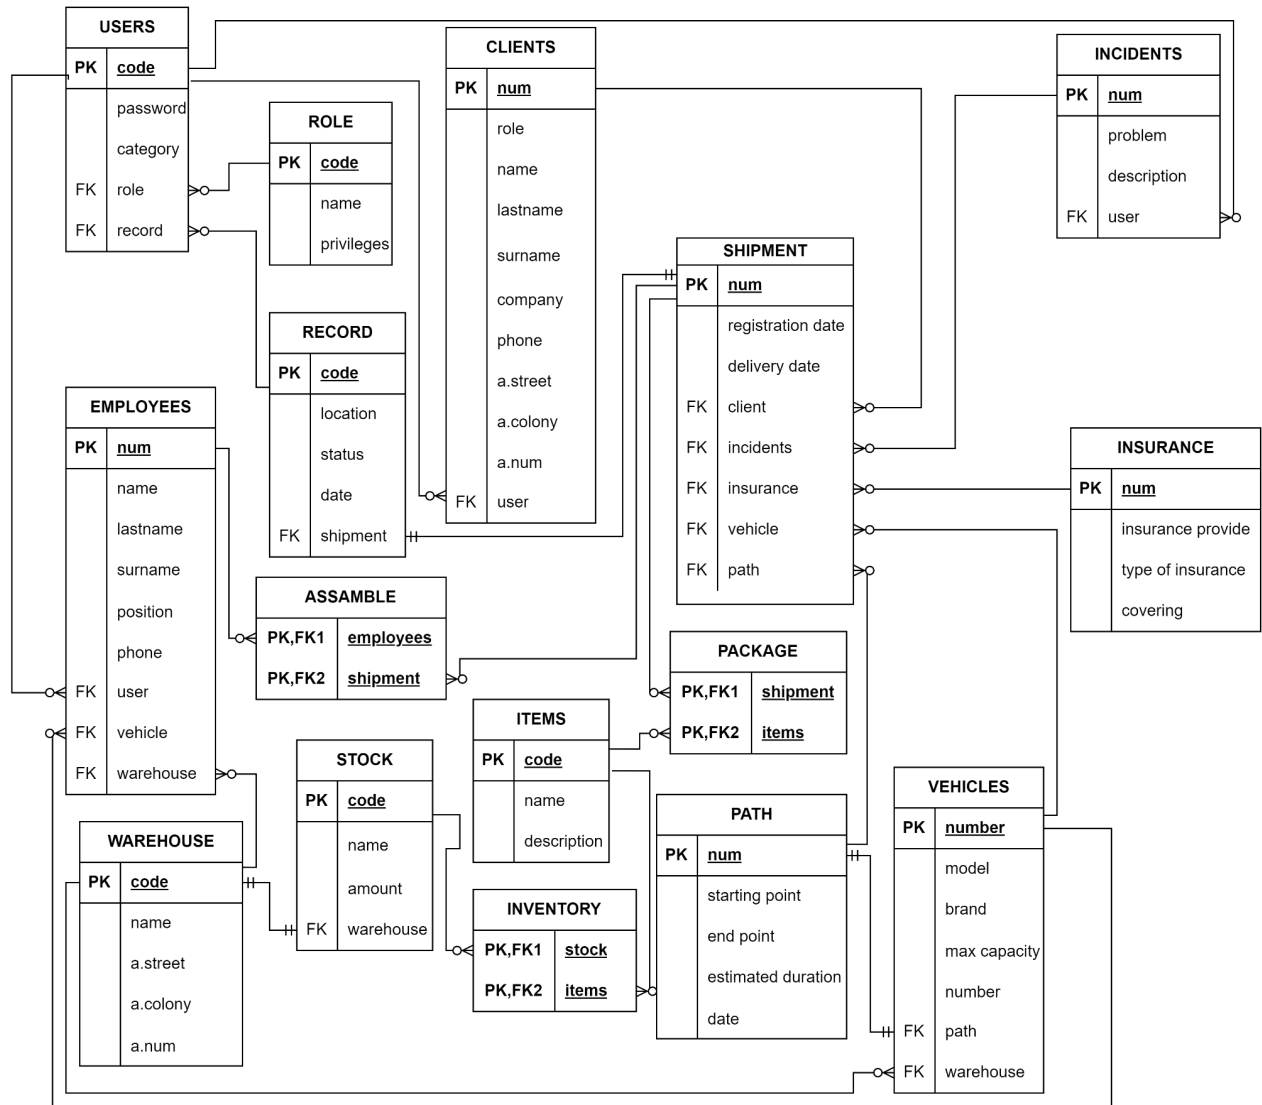 USERS
PK code
password
category
FK role
FK record
ROLE
PK code
name
privileges
CLIENTS
PK num
role
name
lastname
surname
company
phone
a.street
a.colony
a.num
FK user
INCIDENTS
PK num
problem
description
FK user
SHIPMENT
PK num
registration date
delivery date
FK client
FK incidents
FK insurance
FK vehicle
FK path
RECORD
PK code
location
status
date
FK shipment
EMPLOYEES
PK num
name
lastname
surname
position
phone
FK user
FK vehicle
FK warehouse
INSURANCE
PK num
insurance provide
type of insurance
covering
ASSAMBLE
PK,FK1 employees
PK,FK2 shipment
PACKAGE
PK,FK1 shipment
PK,FK2 items
ITEMS
PK code
name
description
STOCK
PK code
name
amount
FK warehouse
WAREHOUSE
PK code
name
a.street
a.colony
a.num
INVENTORY
PK,FK1 stock
PK,FK2 items
PATH
PK num
starting point
end point
estimated duration
date
VEHICLES
PK number
model
brand
max capacity
number
FK path
FK warehouse